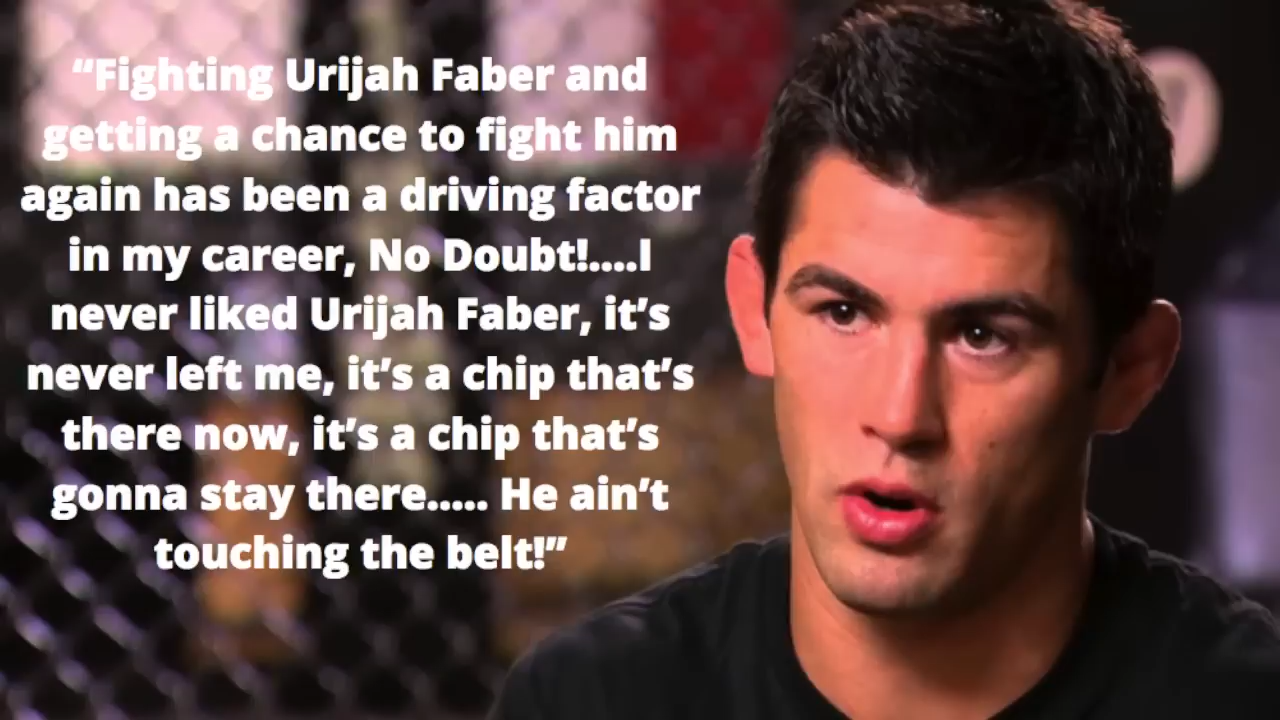 “Fighting Urijah Faber and
getting a chance to fight him
again has been a driving factor
in my career, No Doubt!....I
never liked Urijah Faber, it’s
never left me, it’s a chip that’s
there now, it’s a chip that’s
gonna stay there..... He ain’t
touching the belt!”